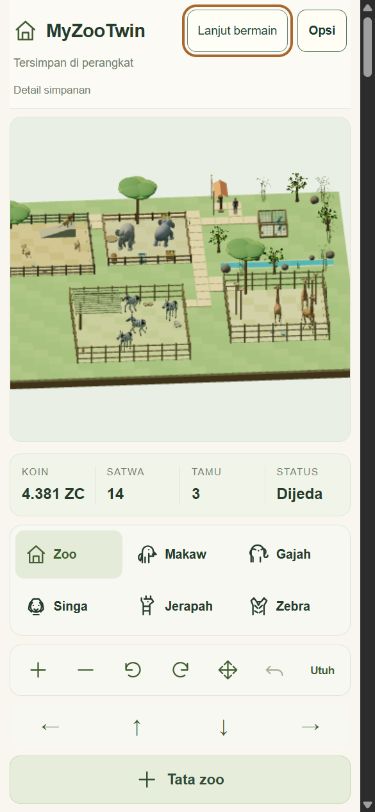 MyZooTwin
Lanjut bermain
Opsi
Tersimpan di perangkat
Detail simpanan
KOIN
SATWA
TAMU
STATUS
4.381 ZC
14
3
Dijeda
Zoo
Makaw
Gajah
Singa
Jerapah
Zebra
Utuh
Tata zoo